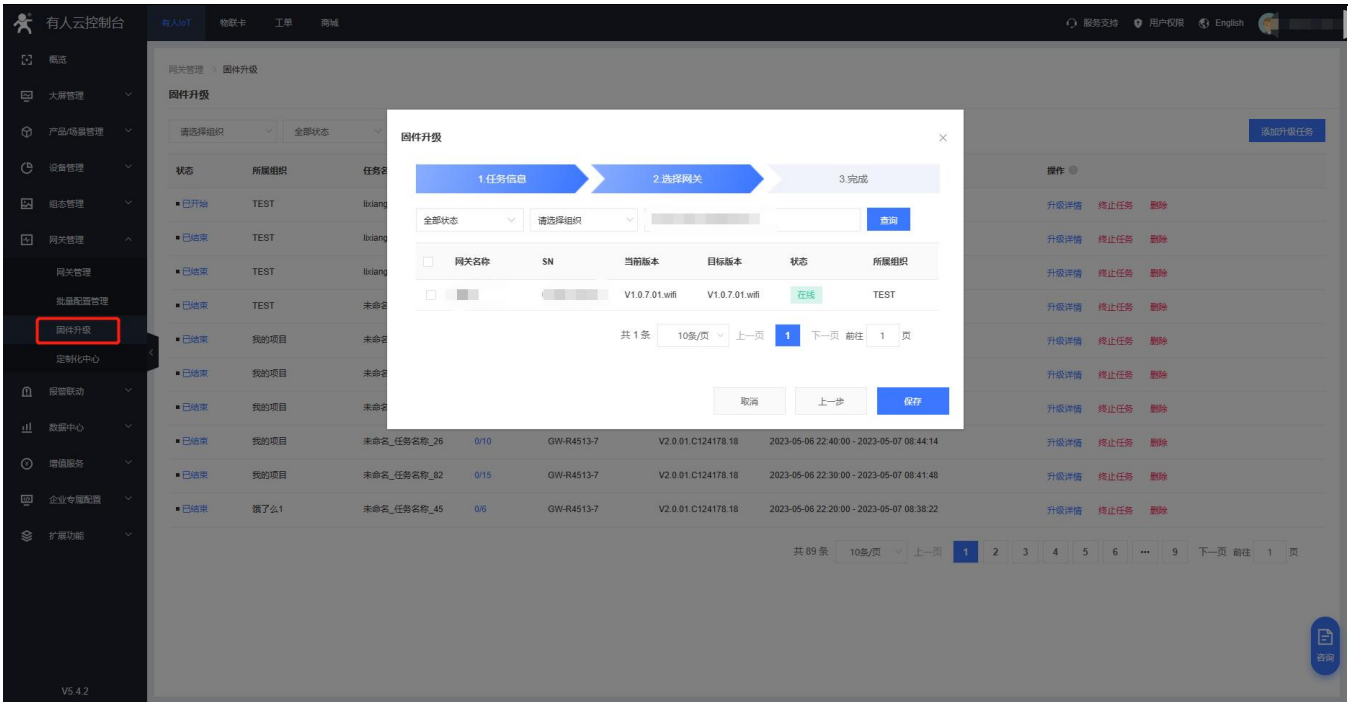 有人云控制台
有人IoT 物联卡 工单 商城
服务支持 用户权限 English
概览
大屏管理
产品/场景管理
设备管理
组态管理
网关管理
网关管理
批量配置管理
固件升级
定制化中心
报警联动
数据中心
增值服务
企业专属配置
扩展功能
V5.4.2
网关管理 > 固件升级
固件升级
请选择组织 全部状态
添加升级任务
状态 所属组织 任务名 操作
已开始 TEST lixiang 升级详情 终止任务 删除
已结束 TEST lixiang 升级详情 终止任务 删除
已结束 TEST lixiang 升级详情 终止任务 删除
已结束 TEST 未命名 升级详情 终止任务 删除
已结束 我的项目 未命名 升级详情 终止任务 删除
已结束 我的项目 未命名 升级详情 终止任务 删除
已结束 我的项目 未命名 升级详情 终止任务 删除
已结束 我的项目 未命名_任务名称_26 0/10 GW-R4513-7 V2.0.01.C124178.18 2023-05-06 22:40:00 - 2023-05-07 08:44:14 升级详情 终止任务 删除
已结束 我的项目 未命名_任务名称_82 0/15 GW-R4513-7 V2.0.01.C124178.18 2023-05-06 22:30:00 - 2023-05-07 08:41:48 升级详情 终止任务 删除
已结束 饿了么1 未命名_任务名称_45 0/6 GW-R4513-7 V2.0.01.C124178.18 2023-05-06 22:20:00 - 2023-05-07 08:38:22 升级详情 终止任务 删除
共 89 条 10条/页 上一页 1 2 3 4 5 6 ••• 9 下一页 前往 1 页
固件升级
1.任务信息 2.选择网关 3.完成
全部状态 请选择组织 查询
网关名称 SN 当前版本 目标版本 状态 所属组织
V1.0.7.01.wifi V1.0.7.01.wifi 在线 TEST
共 1 条 10条/页 上一页 1 下一页 前往 1 页
取消 上一步 保存
咨询